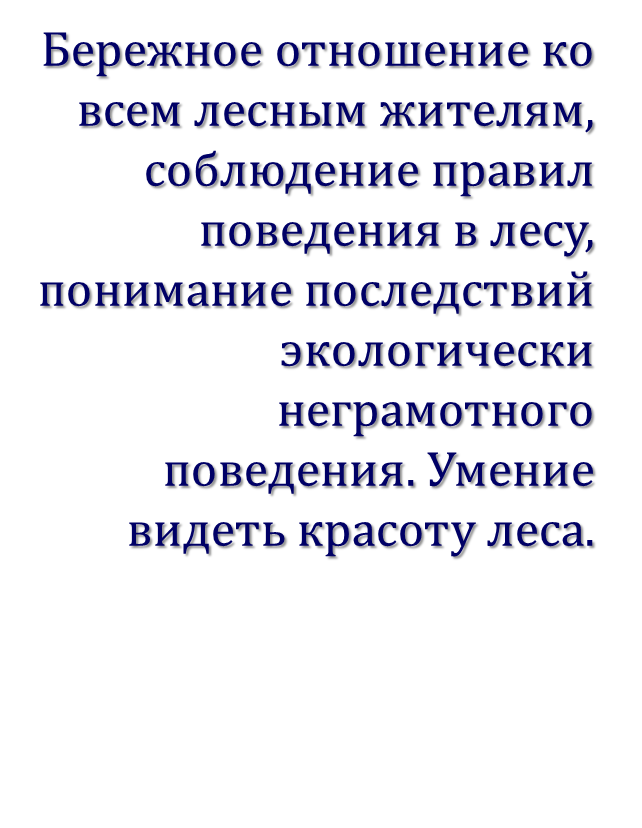 Бережное отношение ко
всем лесным жителям,
соблюдение правил
поведения в лесу,
понимание последствий
экологически
неграмотного
поведения. Умение
видеть красоту леса.